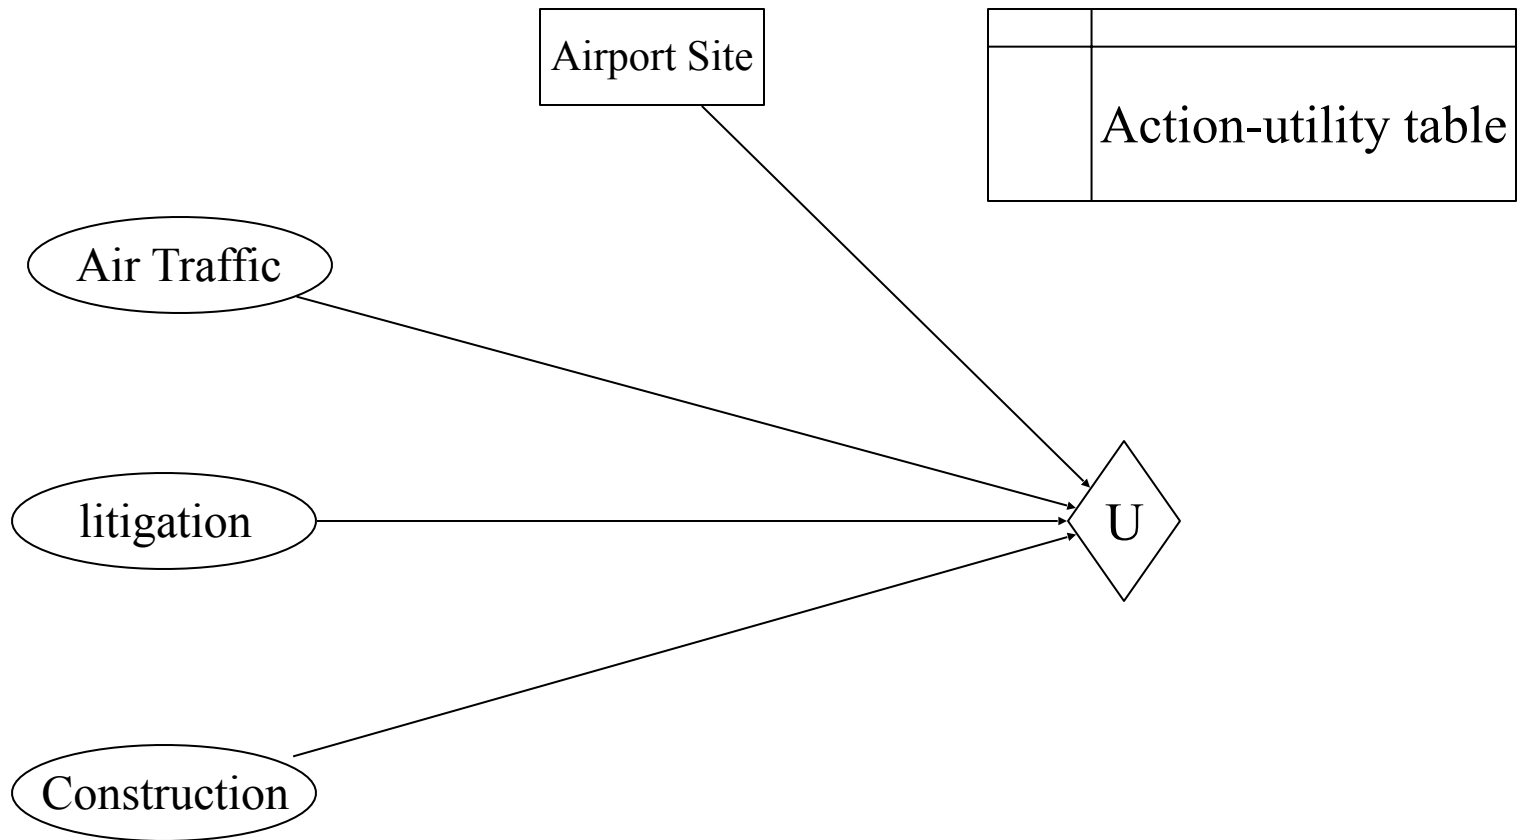 Airport Site
Action-utility table
Air Traffic
litigation
U
Construction